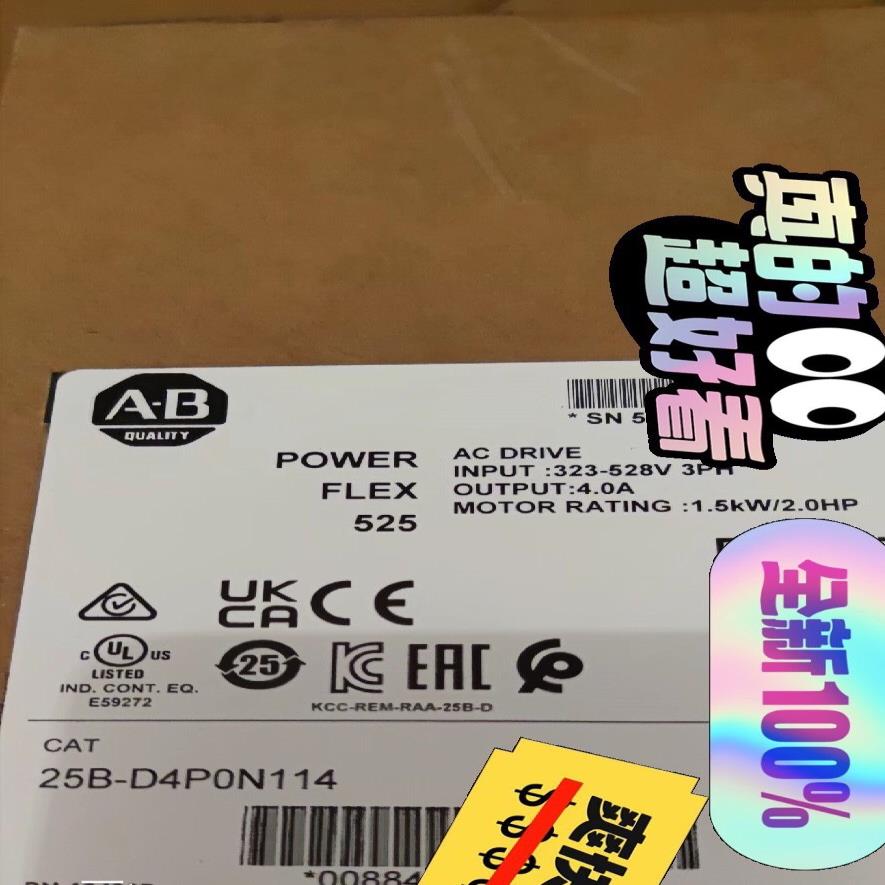 A-B
QUALITY
* SN 5
POWER
FLEX
525
AC DRIVE
INPUT :323-528V 3PH
OUTPUT:4.0A
MOTOR RATING :1.5kW/2.0HP
UK
CA
CE
C UL US
LISTED
IND. CONT. EQ.
E59272
25
EAC
KCC-REM-RAA-25B-D
CAT
25B-D4P0N114
*00884
真的
超好看
全新100%